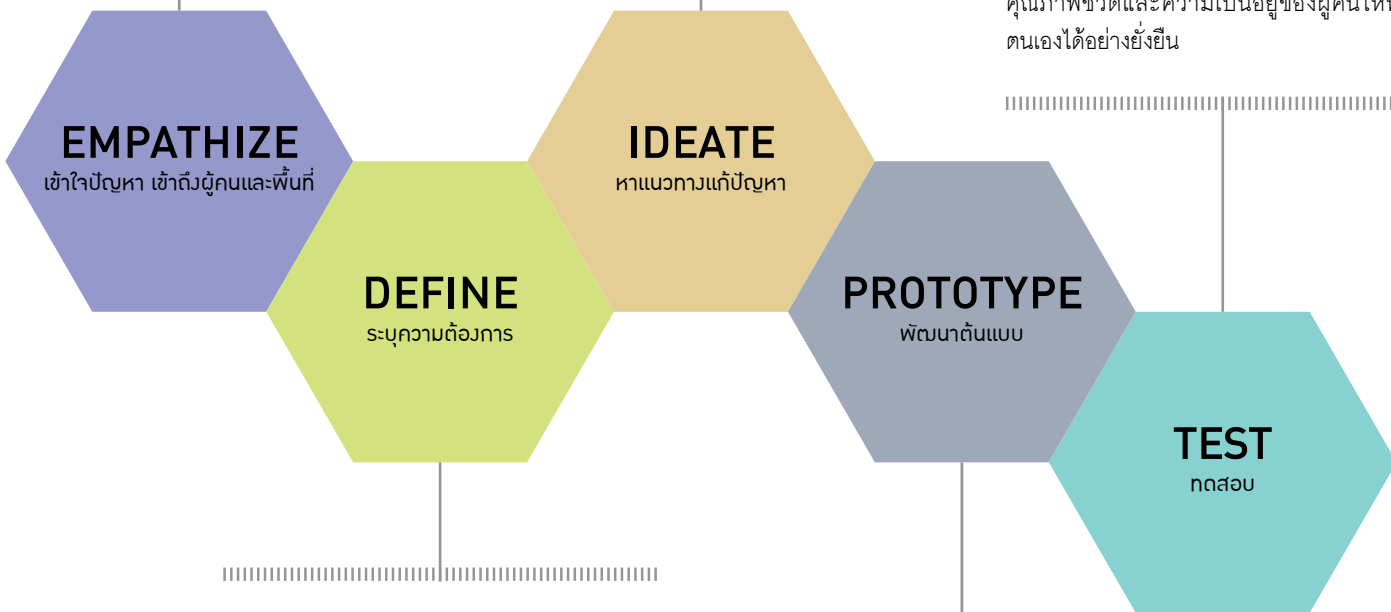 ตนเองได้อย่างยั่งยืน
EMPATHIZE
เข้าใจปัญหา เข้าถึงผู้คนและพื้นที่
IDEATE
หาแนวทางแก้ปัญหา
DEFINE
ระบุความต้องการ
PROTOTYPE
พัฒนาต้นแบบ
TEST
ทดสอบ